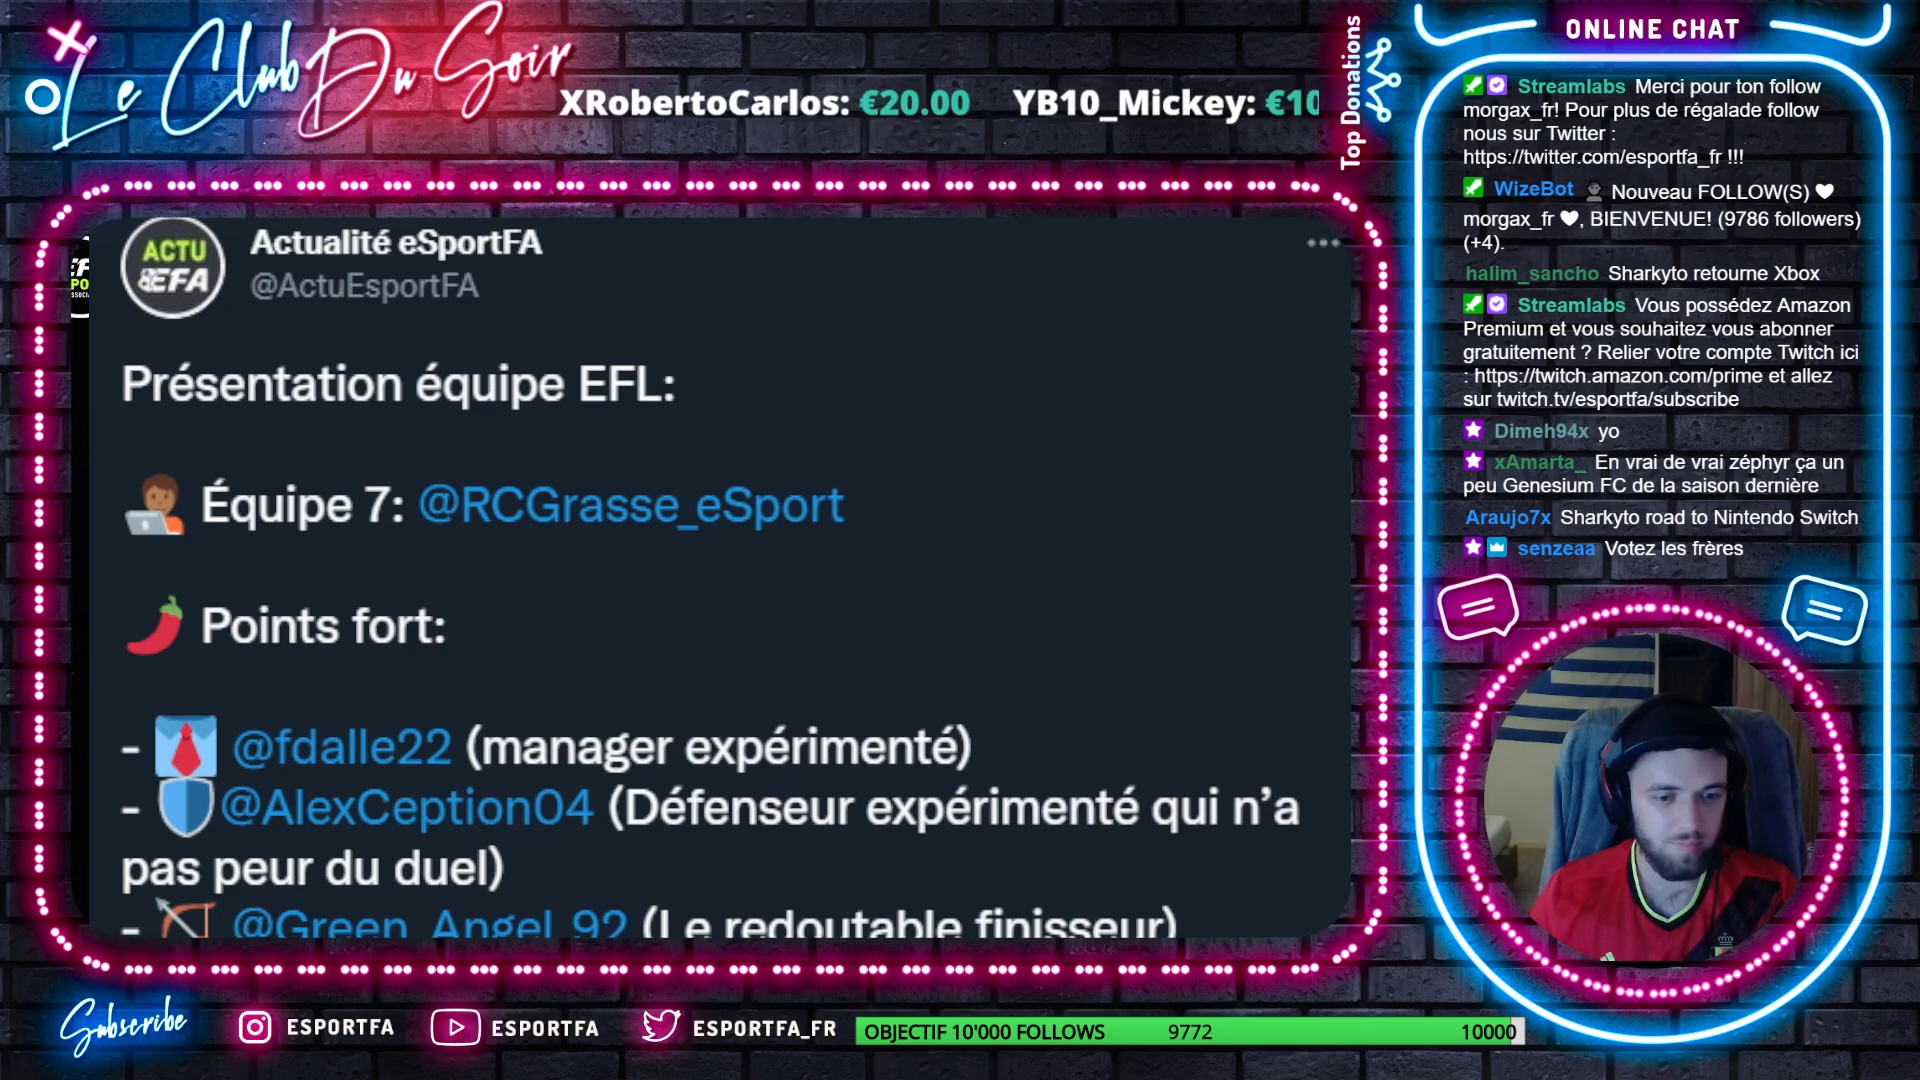 Le Club Du Soir
XRobertoCarlos: €20.00 YB10_Mickey: €10
Top Donations
ACTU
EFA
Actualité eSportFA
@ActuEsportFA
Présentation équipe EFL:
Équipe 7: @RCGrasse_eSport
Points fort:
- @fdalle22 (manager expérimenté)
- @AlexCeption04 (Défenseur expérimenté qui n’a
pas peur du duel)
- @Green_Angel_92 (Le redoutable finisseur)
ONLINE CHAT
Streamlabs Merci pour ton follow
morgax_fr! Pour plus de régalade follow
nous sur Twitter :
https://twitter.com/esportfa_fr !!!
WizeBot Nouveau FOLLOW(S)
morgax_fr , BIENVENUE! (9786 followers)
(+4).
halim_sancho Sharkyto retourne Xbox
Streamlabs Vous possédez Amazon
Premium et vous souhaitez vous abonner
gratuitement ? Relier votre compte Twitch ici
: https://twitch.amazon.com/prime et allez
sur twitch.tv/esportfa/subscribe
Dimeh94x yo
xAmarta_ En vrai de vrai zéphyr ça un
peu Genesium FC de la saison dernière
Araujo7x Sharkyto road to Nintendo Switch
senzeaa Votez les frères
Subscribe ESPORTFA ESPORTFA ESPORTFA_FR
OBJECTIF 10'000 FOLLOWS 9772 10000